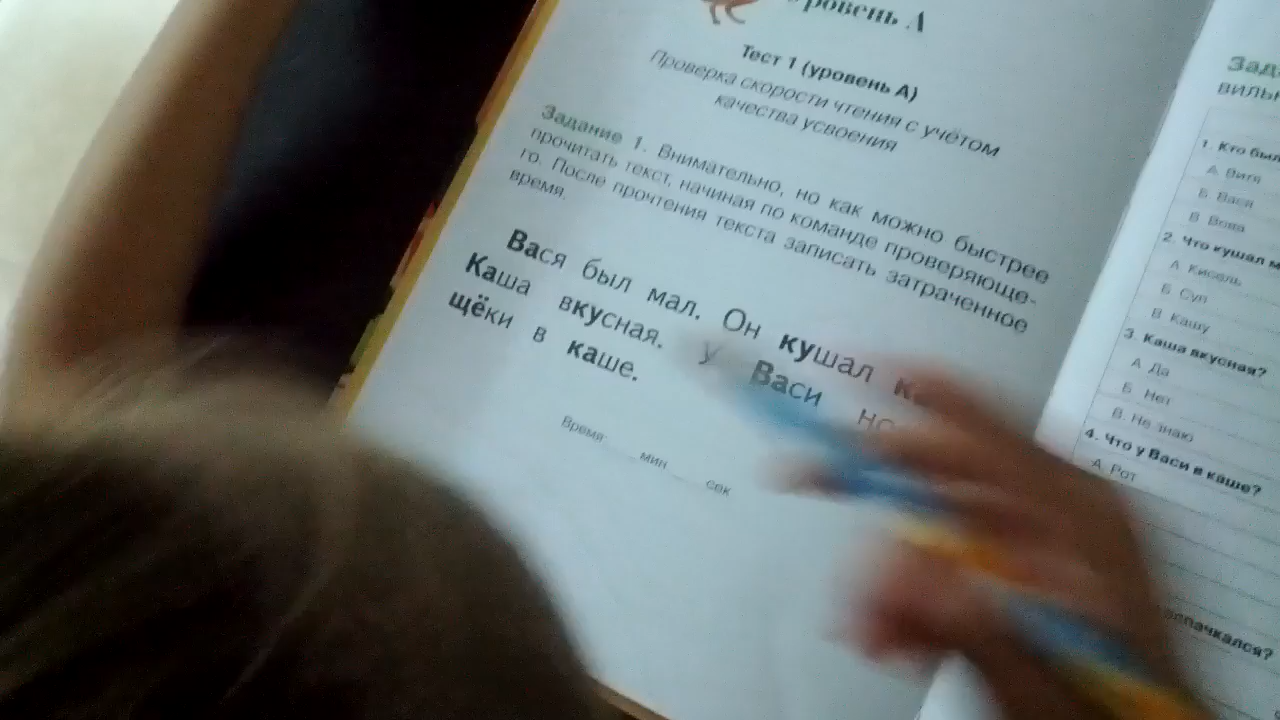 Уровень А
Тест 1 (уровень А)
Проверка скорости чтения с учётом
качества усвоения
Задание 1. Внимательно, но как можно быстрее
прочитать текст, начиная по команде проверяюще-
го. После прочтения текста записать затраченное
время.
Вася был мал. Он кушал
Каша вкусная. У Васи
щёки в каше.
Время мин сек
1. Кто был
А. Витя
Б. Вася
В. Вова
2. Что кушал
А. Кисель
Б. Суп
В. Кашу
3. Каша вкусная?
А. Да
Б. Нет
В. Не знаю
4. Что у Васи в каше?
А. Рот